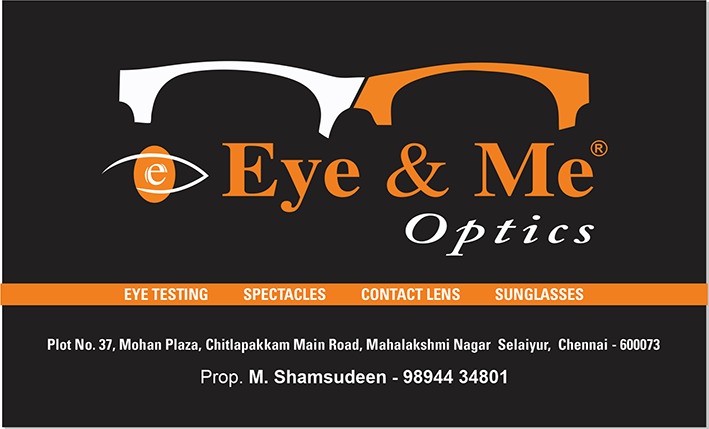 e Eye & Me®
Optics
EYE TESTING SPECTACLES CONTACT LENS SUNGLASSES
Plot No. 37, Mohan Plaza, Chitlapakkam Main Road, Mahalakshmi Nagar Selaiyur, Chennai - 600073
Prop. M. Shamsudeen - 98944 34801